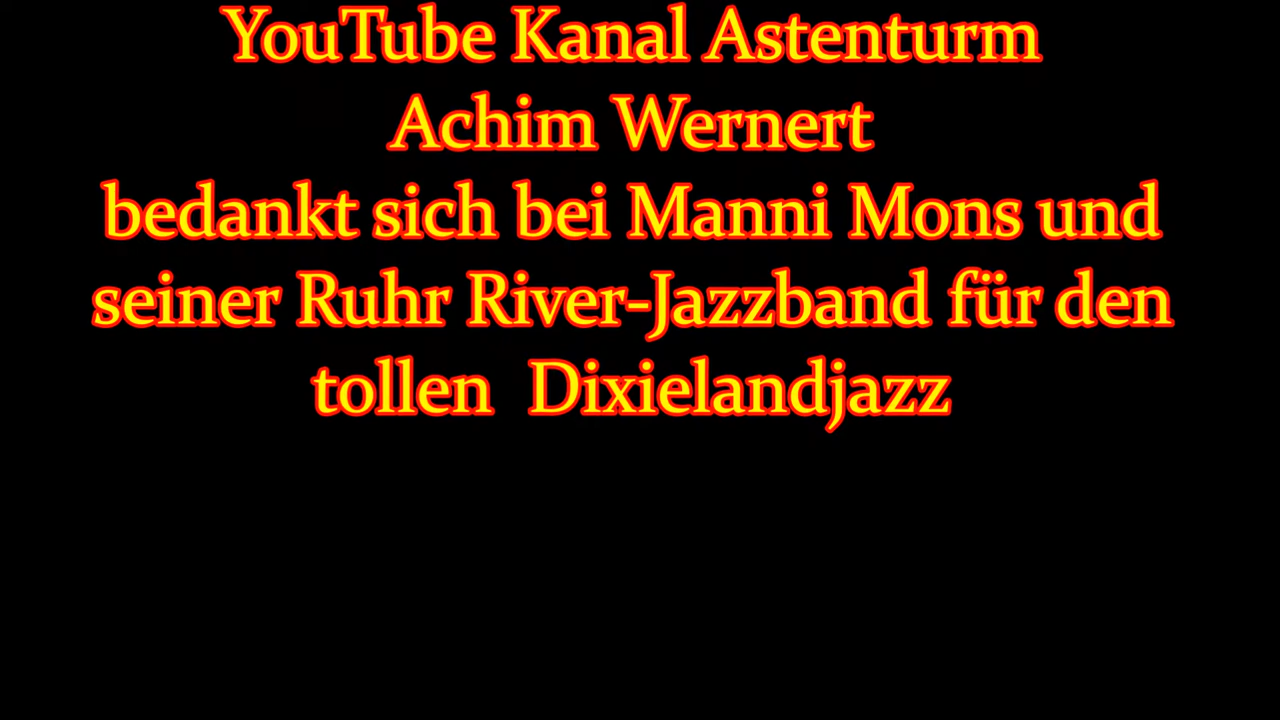 YouTube Kanal Astenturm
Achim Wernert
bedankt sich bei Manni Mons und
seiner Ruhr River-Jazzband für den
tollen  Dixielandjazz